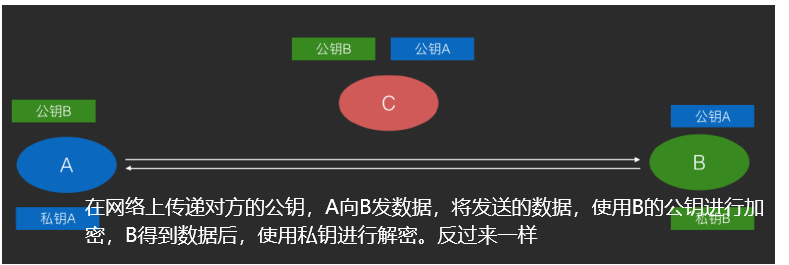 公钥B
公钥A
C
公钥B
公钥A
A
B
私钥A
私钥B
在网络上传递对方的公钥，A向B发数据，将发送的数据，使用B的公钥进行加
密，B得到数据后，使用私钥进行解密。反过来一样